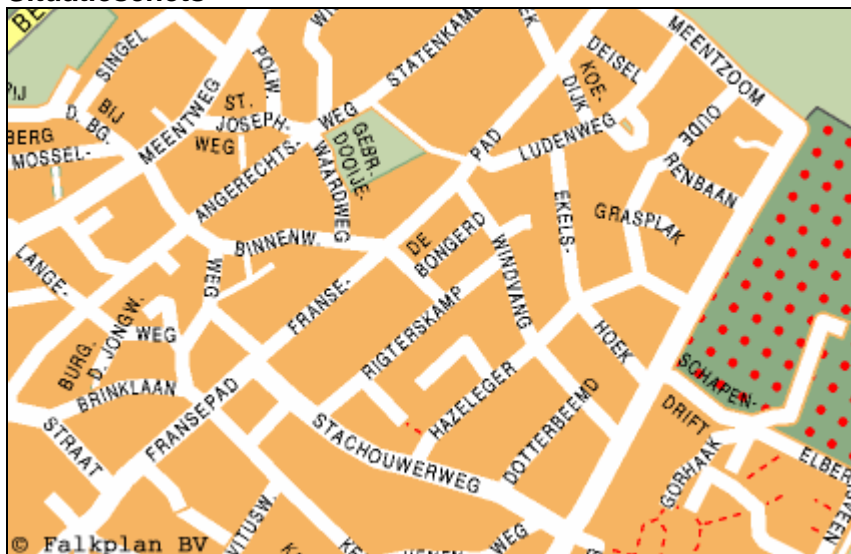 SINGEL
POLW.
STATENKAMP
DEISEL
MEENTZOOM
KOE-
DIJK
D. BG.
BIJ
BERG
MOSSEL-
MEENTWEG
ST.
JOSEPH-
WEG
WEG
GEBR.
DOOIJE-
WAARDWEG
ANGERECHTS-
PAD
LUDENWEG
OUDE
RENBAAN
EKELS-
GRASPLAK
DE
BONGERD
BINNENW.
WINDVANG
LANGE-
WEG
FRANSE-
RIGTERSKAMP
BURG.
D. JONGW.
WEG
HOEK
BRINKLAAN
HAZELEGER
SCHAPEN-
DRIFT
STRAAT
FRANSEPAD
STACHOUWERWEG
DOTTERBEEMD
GORHAAK
VITUSW.
WEG
© Falkplan BV